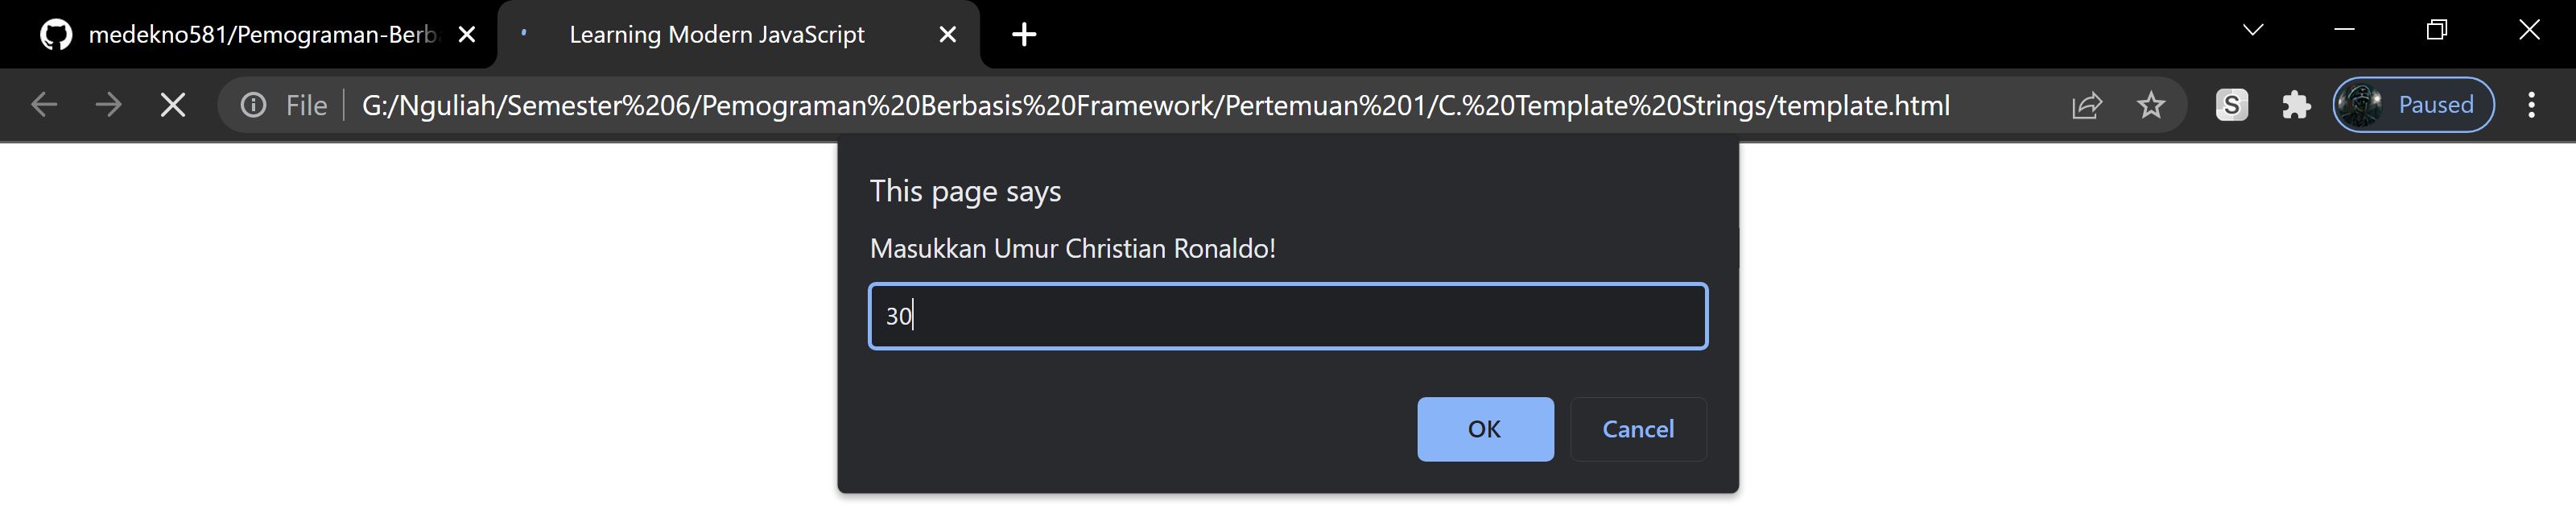 medekno581/Pemograman-Berb
Learning Modern JavaScript
File
G:/Nguliah/Semester%206/Pemograman%20Berbasis%20Framework/Pertemuan%201/C.%20Template%20Strings/template.html
S
Paused
This page says
Masukkan Umur Christian Ronaldo!
30
OK
Cancel